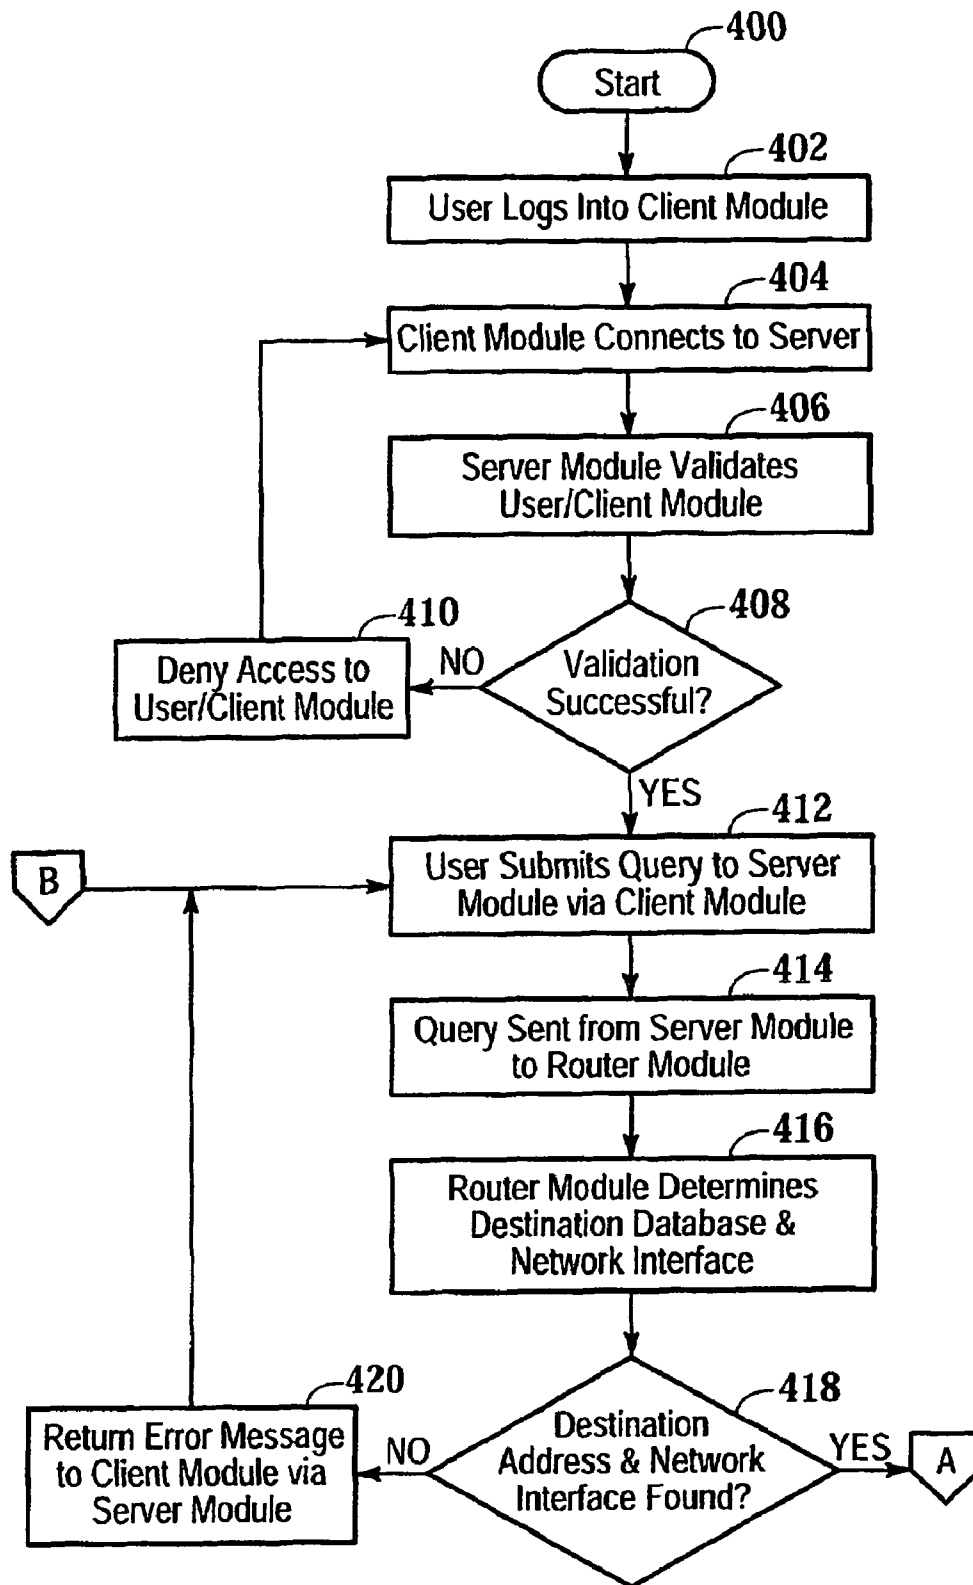 400
Start
402
User Logs Into Client Module
404
Client Module Connects to Server
406
Server Module Validates
User/Client Module
408
Validation
Successful?
NO
410
Deny Access to
User/Client Module
YES
412
B
User Submits Query to Server
Module via Client Module
414
Query Sent from Server Module
to Router Module
416
Router Module Determines
Destination Database &
Network Interface
418
Destination
Address & Network
Interface Found?
YES
A
NO
420
Return Error Message
to Client Module via
Server Module